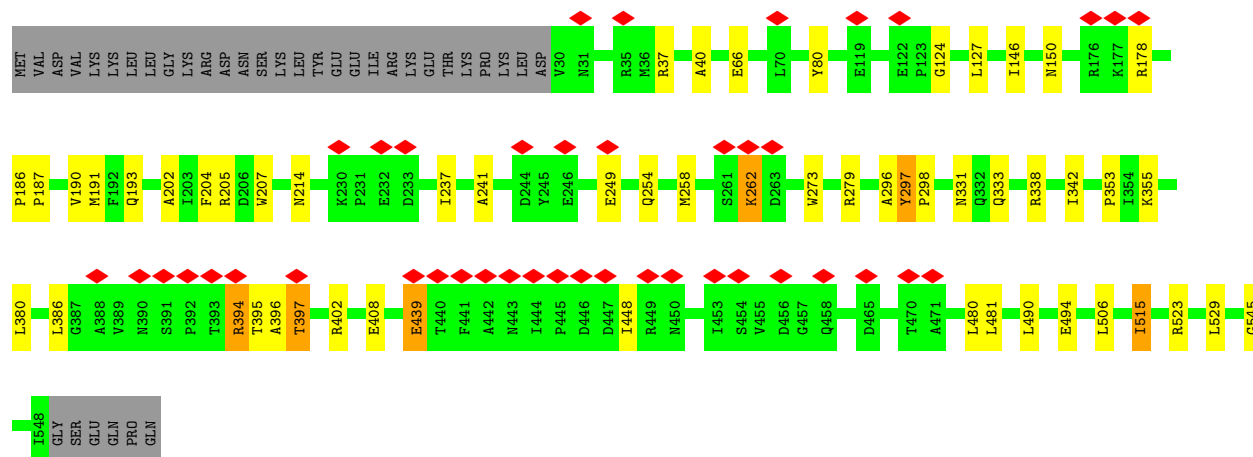 MET VAL ASP VAL LYS LYS LEU LEU GLY LYS ARG ASP ASN SER LYS LEU TYR GLU GLU ILE ARG LYS GLU THR LYS PRO LYS LEU ASP V30 N31 R35 M36 R37 A40 E66 L70 Y80 E119 E122 P123 G124 L127 I146 N150 R176 K177 R178
P186 P187 V190 M191 F192 Q193 A202 I203 F204 R205 D206 W207 N214 K230 P231 E232 D233 I237 A241 D244 Y245 E246 E249 Q254 M258 S261 K262 D263 W273 R279 A296 Y297 P298 N331 Q332 Q333 R338 I342 P353 I354 K355
L380 L386 G387 A388 V389 N390 S391 P392 T393 R394 T395 A396 T397 R402 E408 E439 T440 F441 A442 N443 I444 P445 D446 D447 I448 R449 N450 I453 S454 V455 D456 G457 Q458 D465 T470 A471 L480 L481 L490 E494 L506 I515 R523 L529 G545
I548 GLY SER GLU GLN PRO GLN